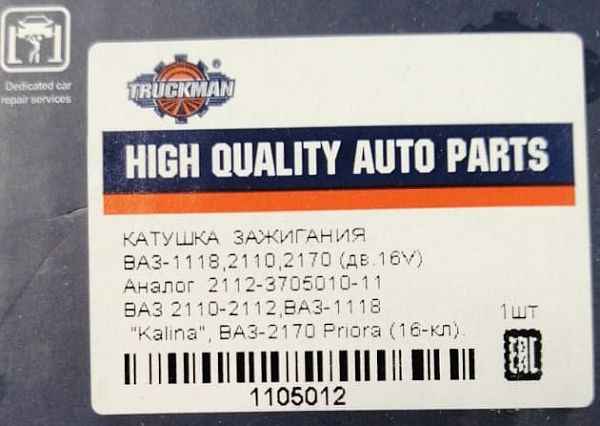 Dedicated car
repair services
TRUCKMAN
®
HIGH QUALITY AUTO PARTS
КАТУШКА ЗАЖИГАНИЯ
ВАЗ-1118,2110,2170 (дв.16V)
Аналог 2112-3705010-11
ВАЗ 2110-2112,ВАЗ-1118
"Kalina", ВАЗ-2170 Priora (16-кл).
1шт
EAC
1105012